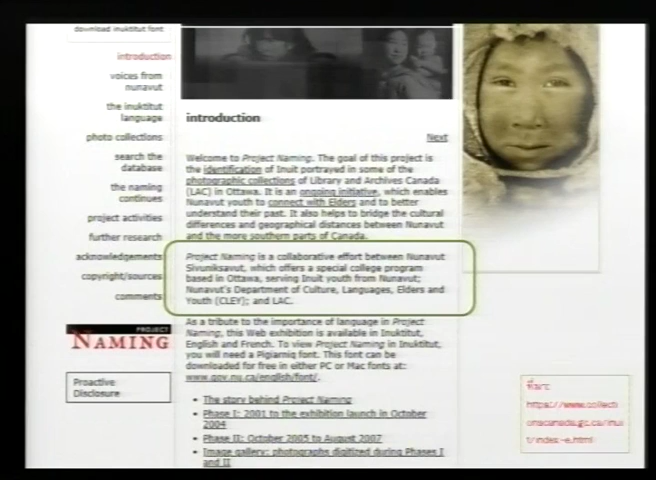 download inuktitut font
introduction
voices from
nunavut
the inuktitut
language
photo collections
search the
database
the naming
continues
project activities
further research
acknowledgements
copyright/sources
comments
PROJECT
NAMING
Proactive
Disclosure
introduction
Next
Welcome to Project Naming. The goal of this project is
the identification of Inuit portrayed in some of the
photographic collections of Library and Archives Canada
(LAC) in Ottawa. It is an ongoing initiative, which enables
Nunavut youth to connect with Elders and to better
understand their past. It also helps to bridge the cultural
differences and geographical distances between Nunavut
and the more southern parts of Canada.
Project Naming is a collaborative effort between Nunavut
Sivuniksavut, which offers a special college program
based in Ottawa, serving Inuit youth from Nunavut;
Nunavut's Department of Culture, Languages, Elders and
Youth (CLEY); and LAC.
As a tribute to the importance of language in Project
Naming, this Web exhibition is available in Inuktitut,
English and French. To view Project Naming in Inuktitut,
you will need a Pigiarniq font. This font can be
downloaded for free in either PC or Mac fonts at:
www.gov.nu.ca/english/font/.
• The story behind Project Naming
• Phase I: 2001 to the exhibition launch in October
2004
• Phase II: October 2005 to August 2007
• Image gallery: photographs digitized during Phases I
and II
https://www.collecti
onscanada.gc.ca/inui
t/index-e.html